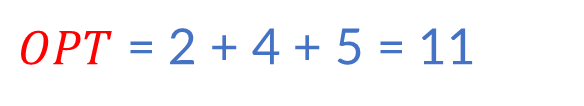 OPT = 2 + 4 + 5 = 11